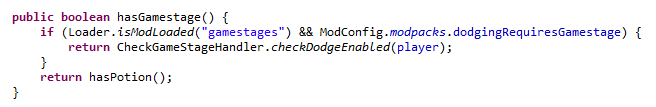 public boolean hasGamestage() {
    if (Loader.isModLoaded("gamestages") && ModConfig.modpacks.dodgingRequiresGamestage) {
        return CheckGameStageHandler.checkDodgeEnabled(player);
    }
    return hasPotion();
}